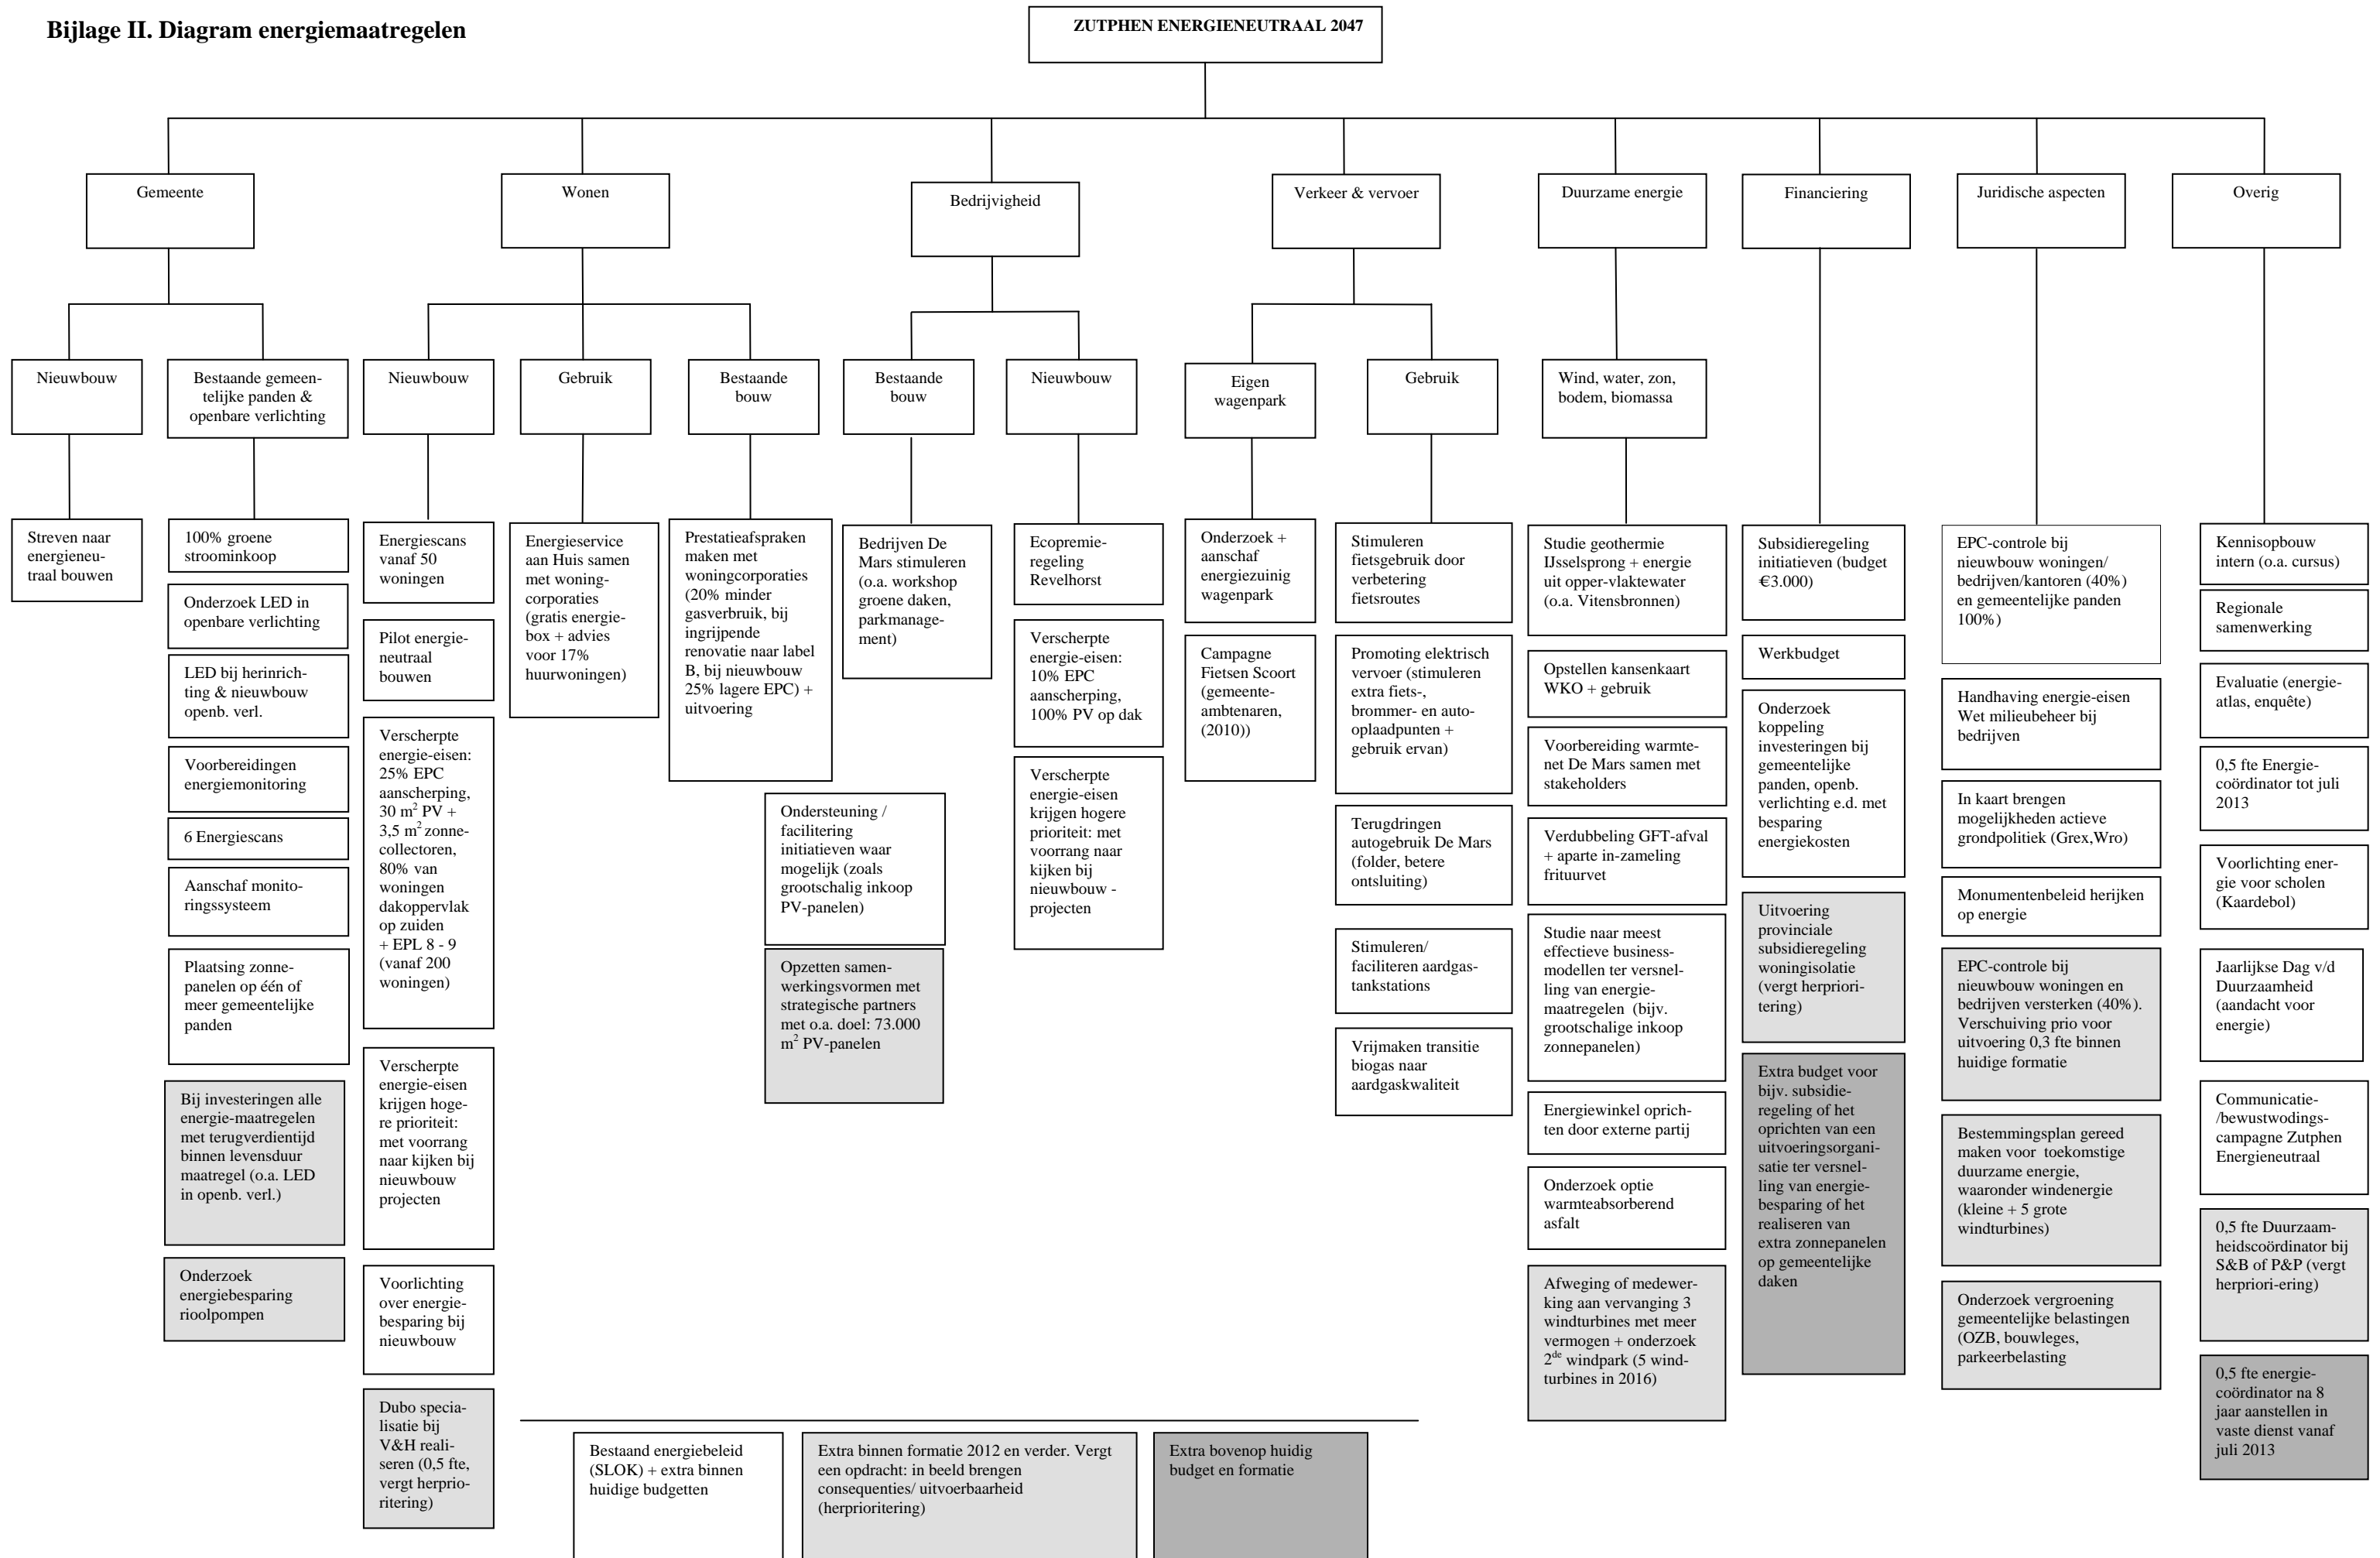 Bijlage II. Diagram energiemaatregelen
ZUTPHEN ENERGIENEUTRAAL 2047
Gemeente
Wonen
Bedrijvigheid
Verkeer & vervoer
Duurzame energie
Financiering
Juridische aspecten
Overig
Nieuwbouw
Bestaande gemeen-
telijke panden &
openbare verlichting
Nieuwbouw
Gebruik
Bestaande
bouw
Bestaande
bouw
Nieuwbouw
Eigen
wagenpark
Gebruik
Wind, water, zon,
bodem, biomassa
Streven naar
energieneu-
traal bouwen
100% groene
stroominkoop
Onderzoek LED in
openbare verlichting
LED bij herinrich-
ting & nieuwbouw
openb. verl.
Voorbereidingen
energiemonitoring
6 Energiescans
Aanschaf monito-
ringssysteem
Plaatsing zonne-
panelen op één of
meer gemeentelijke
panden
Bij investeringen alle
energie-maatregelen
met terugverdientijd
binnen levensduur
maatregel (o.a. LED
in openb. verl.)
Onderzoek
energiebesparing
rioolpompen
Energiescans
vanaf 50
woningen
Pilot energie-
neutraal
bouwen
Verscherpte
energie-eisen:
25% EPC
aanscherping,
30 m2 PV +
3,5 m2 zonne-
collectoren,
80% van
woningen
dakoppervlak
op zuiden
+ EPL 8 - 9
(vanaf 200
woningen)
Verscherpte
energie-eisen
krijgen hoge-
re prioriteit:
met voorrang
naar kijken bij
nieuwbouw
projecten
Voorlichting
over energie-
besparing bij
nieuwbouw
Dubo specia-
lisatie bij
V&H reali-
seren (0,5 fte,
vergt herprio-
ritering)
Energieservice
aan Huis samen
met woning-
corporaties
(gratis energie-
box + advies
voor 17%
huurwoningen)
Prestatieafspraken
maken met
woningcorporaties
(20% minder
gasverbruik, bij
ingrijpende
renovatie naar label
B, bij nieuwbouw
25% lagere EPC) +
uitvoering
Ondersteuning /
facilitering
initiatieven waar
mogelijk (zoals
grootschalig inkoop
PV-panelen)
Opzetten samen-
werkingsvormen met
strategische partners
met o.a. doel: 73.000
m2 PV-panelen
Bedrijven De
Mars stimuleren
(o.a. workshop
groene daken,
parkmanage-
ment)
Ecopremie-
regeling
Revelhorst
Verscherpte
energie-eisen:
10% EPC
aanscherping,
100% PV op dak
Verscherpte
energie-eisen
krijgen hogere
prioriteit: met
voorrang naar
kijken bij
nieuwbouw -
projecten
Onderzoek +
aanschaf
energiezuinig
wagenpark
Campagne
Fietsen Scoort
(gemeente-
ambtenaren,
(2010))
Stimuleren
fietsgebruik door
verbetering
fietsroutes
Promoting elektrisch
vervoer (stimuleren
extra fiets-,
brommer- en auto-
oplaadpunten +
gebruik ervan)
Terugdringen
autogebruik De Mars
(folder, betere
ontsluiting)
Stimuleren/
faciliteren aardgas-
tankstations
Vrijmaken transitie
biogas naar
aardgaskwaliteit
Studie geothermie
IJsselsprong + energie
uit opper-vlaktewater
(o.a. Vitensbronnen)
Opstellen kansenkaart
WKO + gebruik
Voorbereiding warmte-
net De Mars samen met
stakeholders
Verdubbeling GFT-afval
+ aparte in-zameling
frituurvet
Studie naar meest
effectieve business-
modellen ter versnel-
ling van energie-
maatregelen (bijv.
grootschalige inkoop
zonnepanelen)
Energiewinkel oprich-
ten door externe partij
Onderzoek optie
warmteabsorberend
asfalt
Afweging of medewer-
king aan vervanging 3
windturbines met meer
vermogen + onderzoek
2de windpark (5 wind-
turbines in 2016)
Subsidieregeling
initiatieven (budget
€3.000)
Werkbudget
Onderzoek
koppeling
investeringen bij
gemeentelijke
panden, openb.
verlichting e.d. met
besparing
energiekosten
Uitvoering
provinciale
subsidieregeling
woningisolatie
(vergt herpriori-
tering)
Extra budget voor
bijv. subsidie-
regeling of het
oprichten van een
uitvoeringsorgani-
satie ter versnel-
ling van energie-
besparing of het
realiseren van
extra zonnepanelen
op gemeentelijke
daken
EPC-controle bij
nieuwbouw woningen/
bedrijven/kantoren (40%)
en gemeentelijke panden
100%)
Handhaving energie-eisen
Wet milieubeheer bij
bedrijven
In kaart brengen
mogelijkheden actieve
grondpolitiek (Grex,Wro)
Monumentenbeleid herijken
op energie
EPC-controle bij
nieuwbouw woningen en
bedrijven versterken (40%).
Verschuiving prio voor
uitvoering 0,3 fte binnen
huidige formatie
Bestemmingsplan gereed
maken voor toekomstige
duurzame energie,
waaronder windenergie
(kleine + 5 grote
windturbines)
Onderzoek vergroening
gemeentelijke belastingen
(OZB, bouwleges,
parkeerbelasting
Kennisopbouw
intern (o.a. cursus)
Regionale
samenwerking
Evaluatie (energie-
atlas, enquête)
0,5 fte Energie-
coördinator tot juli
2013
Voorlichting ener-
gie voor scholen
(Kaardebol)
Jaarlijkse Dag v/d
Duurzaamheid
(aandacht voor
energie)
Communicatie-
/bewustwodings-
campagne Zutphen
Energieneutraal
0,5 fte Duurzaam-
heidscoördinator bij
S&B of P&P (vergt
herpriori-ering)
0,5 fte energie-
coördinator na 8
jaar aanstellen in
vaste dienst vanaf
juli 2013
Bestaand energiebeleid
(SLOK) + extra binnen
huidige budgetten
Extra binnen formatie 2012 en verder. Vergt
een opdracht: in beeld brengen
consequenties/ uitvoerbaarheid
(herprioritering)
Extra bovenop huidig
budget en formatie